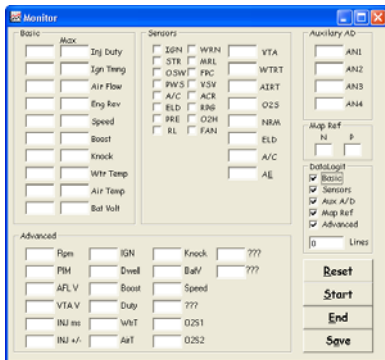 Monitor
Basic
Max
Inj Duty
Ign Tmng
Air Flow
Eng Rev
Speed
Boost
Knock
Wtr Temp
Air Temp
Bat Volt
Sensors
IGN WRN
STR MRL
OSW FPC
PWS VSV
A/C ACR
ELD RPG
PRE O2H
RL FAN
VTA
WTRT
AIRT
O2S
NRM
ELD
A/C
AE
Auxilary AD
AN1
AN2
AN3
AN4
Map Ref
N P
DataLogit
Basic
Sensors
Aux A/D
Map Ref
Advanced
0 Lines
Advanced
Rpm IGN Knock ???
PIM Dwell BatV ???
AFL V Boost Speed
VTA V Duty ???
INJ ms WtrT O2S1
INJ +/- AirT O2S2
Reset
Start
End
Save